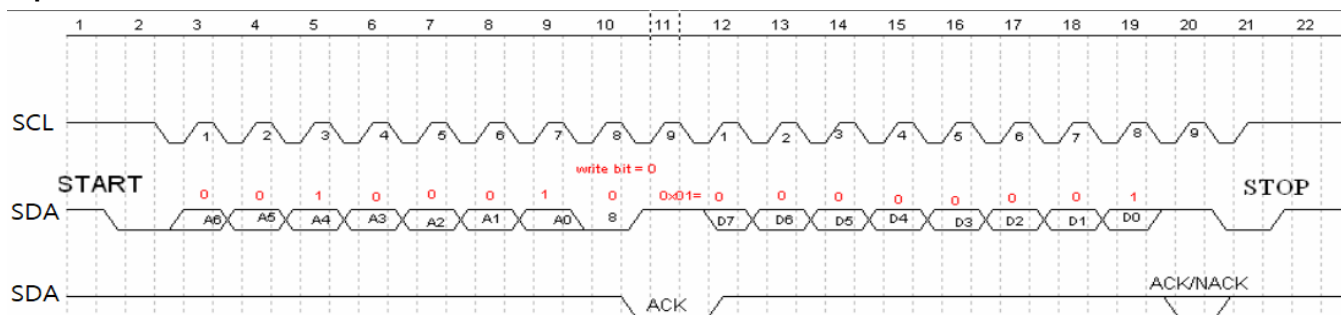 1 2 3 4 5 6 7 8 9 10 11 12 13 14 15 16 17 18 19 20 21 22
SCL 1 2 3 4 5 6 7 8 9 1 2 3 4 5 6 7 8 9
write bit = 0
START 0 0 1 0 0 0 1 0 0x01= 0 0 0 0 0 0 0 1 STOP
SDA A6 A5 A4 A3 A2 A1 A0 8 D7 D6 D5 D4 D3 D2 D1 D0
ACK/NACK
SDA ACK